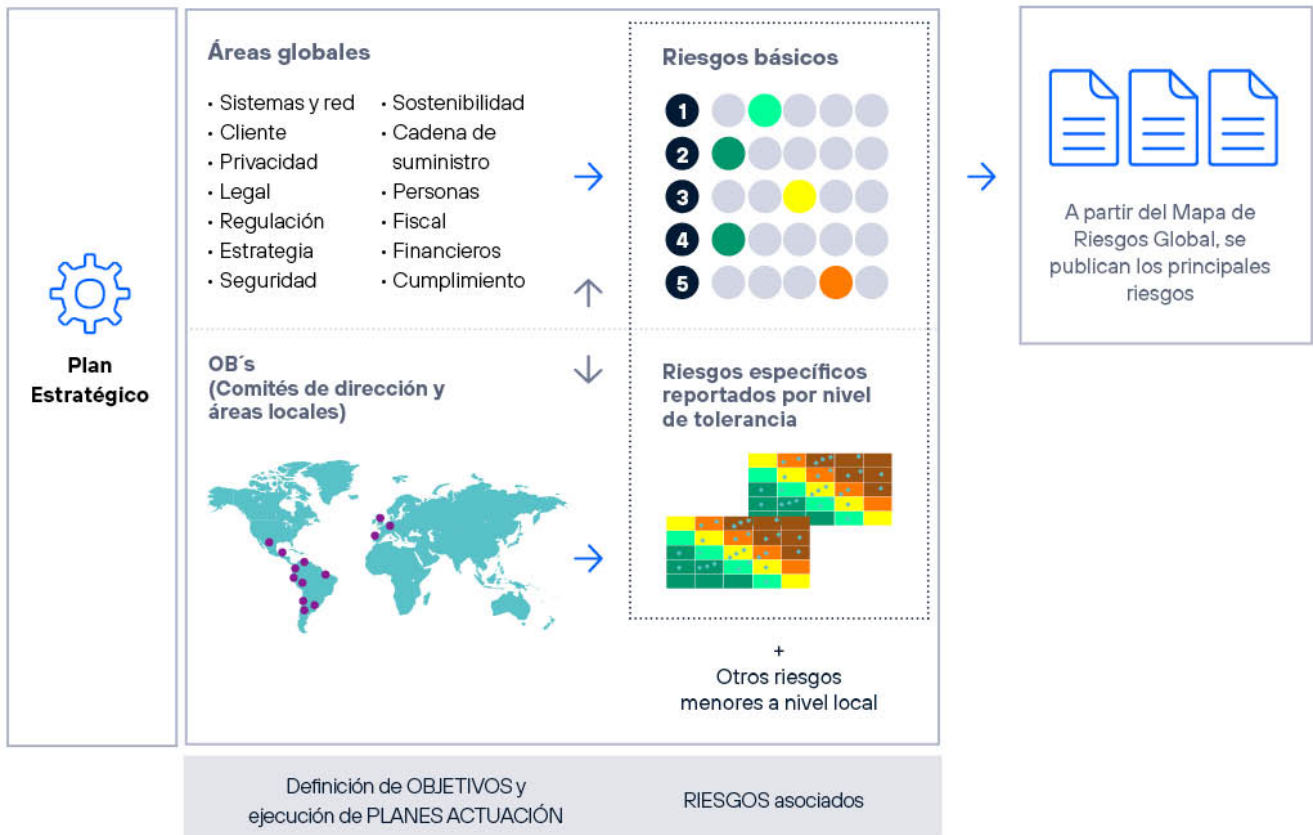 Plan
Estratégico
Áreas globales
· Sistemas y red
· Cliente
· Privacidad
· Legal
· Regulación
· Estrategia
· Seguridad
· Sostenibilidad
· Cadena de
suministro
· Personas
· Fiscal
· Financieros
· Cumplimiento
Riesgos básicos
1
2
3
4
5
OB´s
(Comités de dirección y
áreas locales)
Riesgos específicos
reportados por nivel
de tolerancia
+
Otros riesgos
menores a nivel local
A partir del Mapa de
Riesgos Global, se
publican los principales
riesgos
Definición de OBJETIVOS y
ejecución de PLANES ACTUACIÓN
RIESGOS asociados